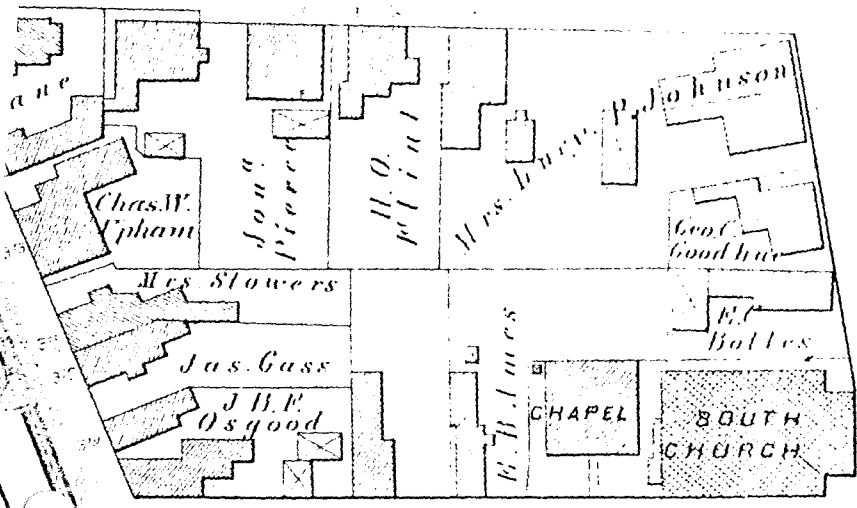 ane
Chas. W.
Upham
Jon.a
Pierce
H. O.
Flint
Mrs. Lucy P. Johnson
Geo. C.
Goodhue
Mrs Stowers
E. C.
Bolles
Jas. Gass
J. B. F.
Osgood
E. B. Ames
CHAPEL
SOUTH
CHURCH